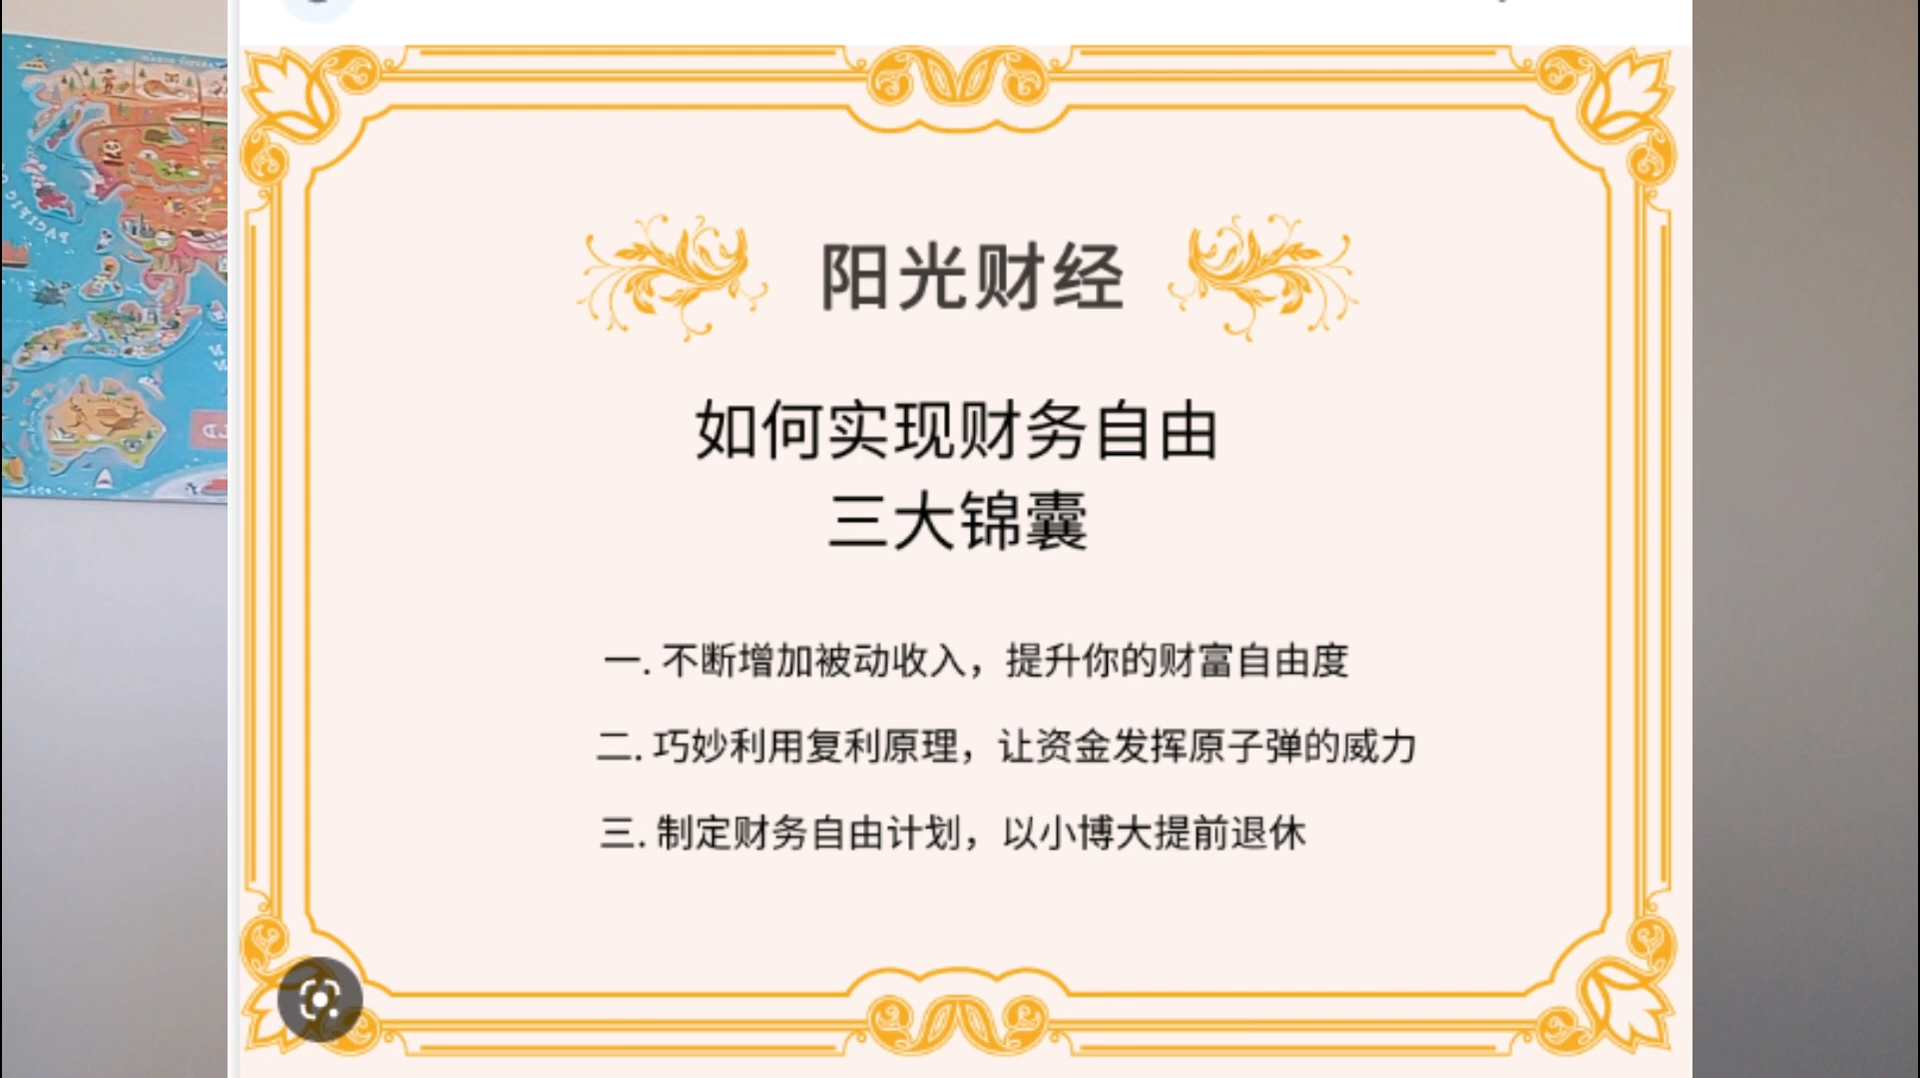 阳光财经
如何实现财务自由
三大锦囊
一. 不断增加被动收入，提升你的财富自由度
二. 巧妙利用复利原理，让资金发挥原子弹的威力
三. 制定财务自由计划，以小博大提前退休